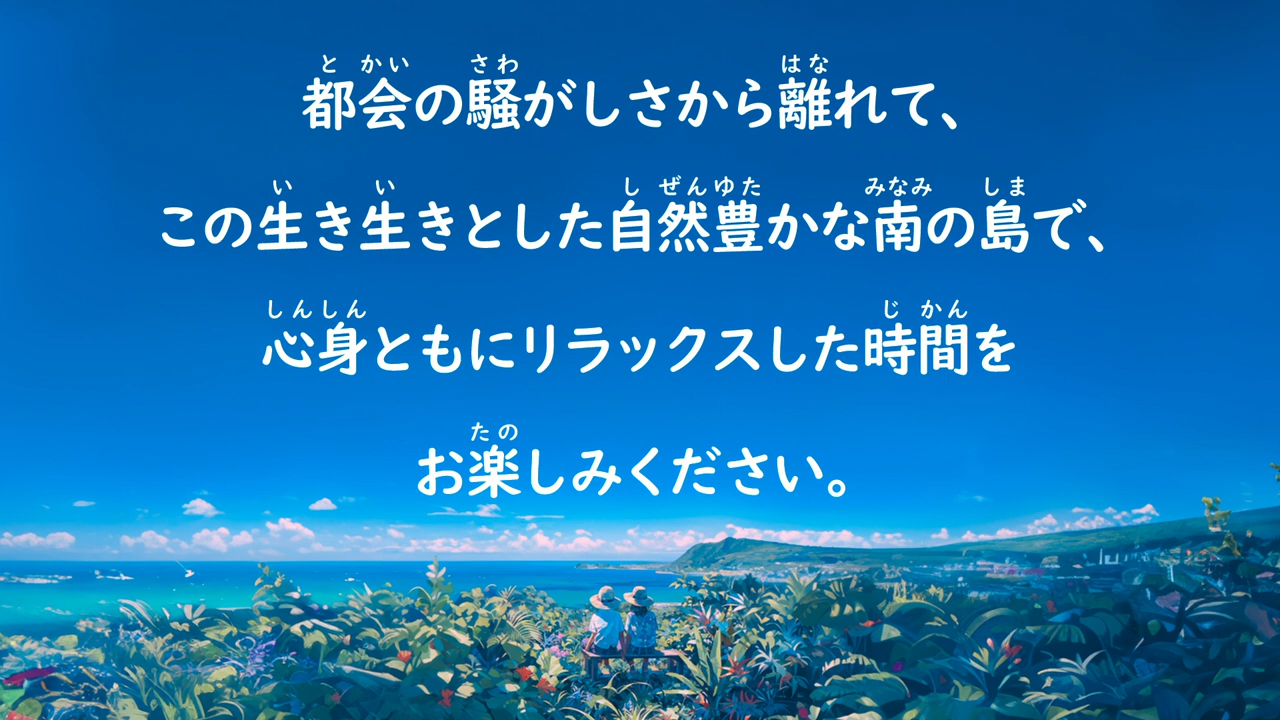 都会の騒がしさから離れて、
この生き生きとした自然豊かな南の島で、
心身ともにリラックスした時間を
お楽しみください。